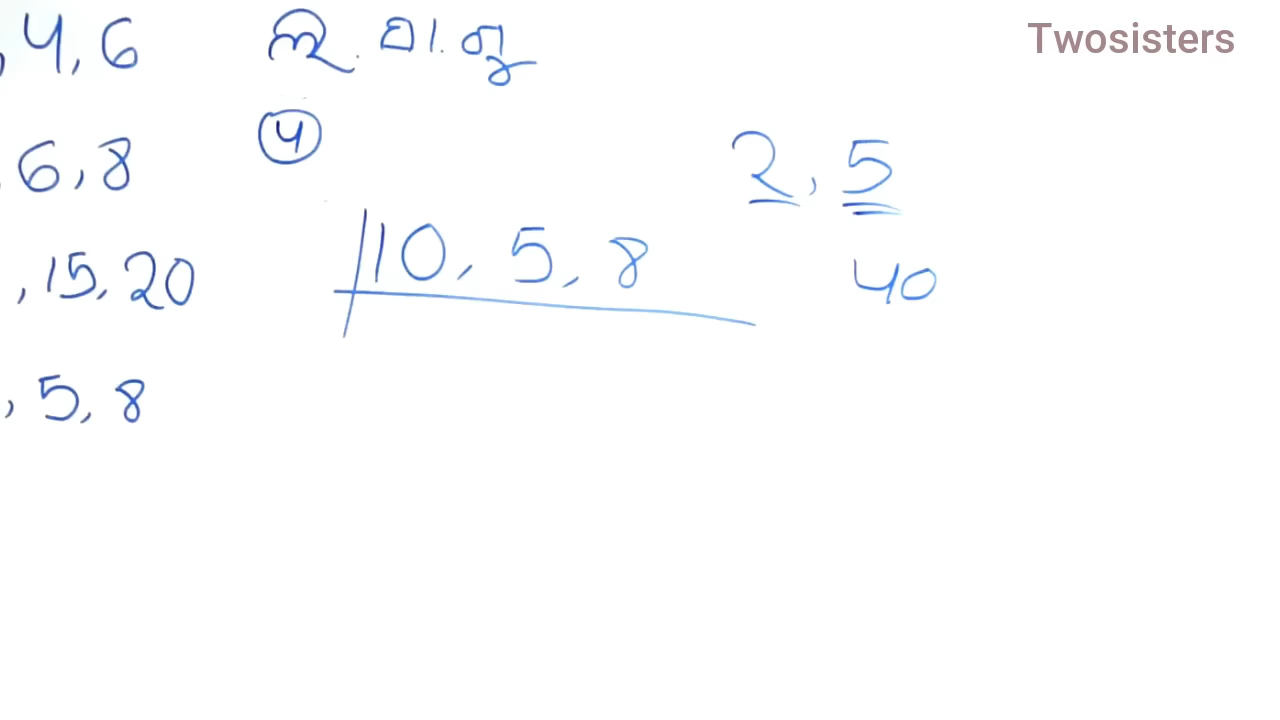 , 4, 6
ଲ. ସା. ଗୁ
Twosisters
6, 8
④
2, 5
, 15, 20
10, 5, 8
40
, 5, 8